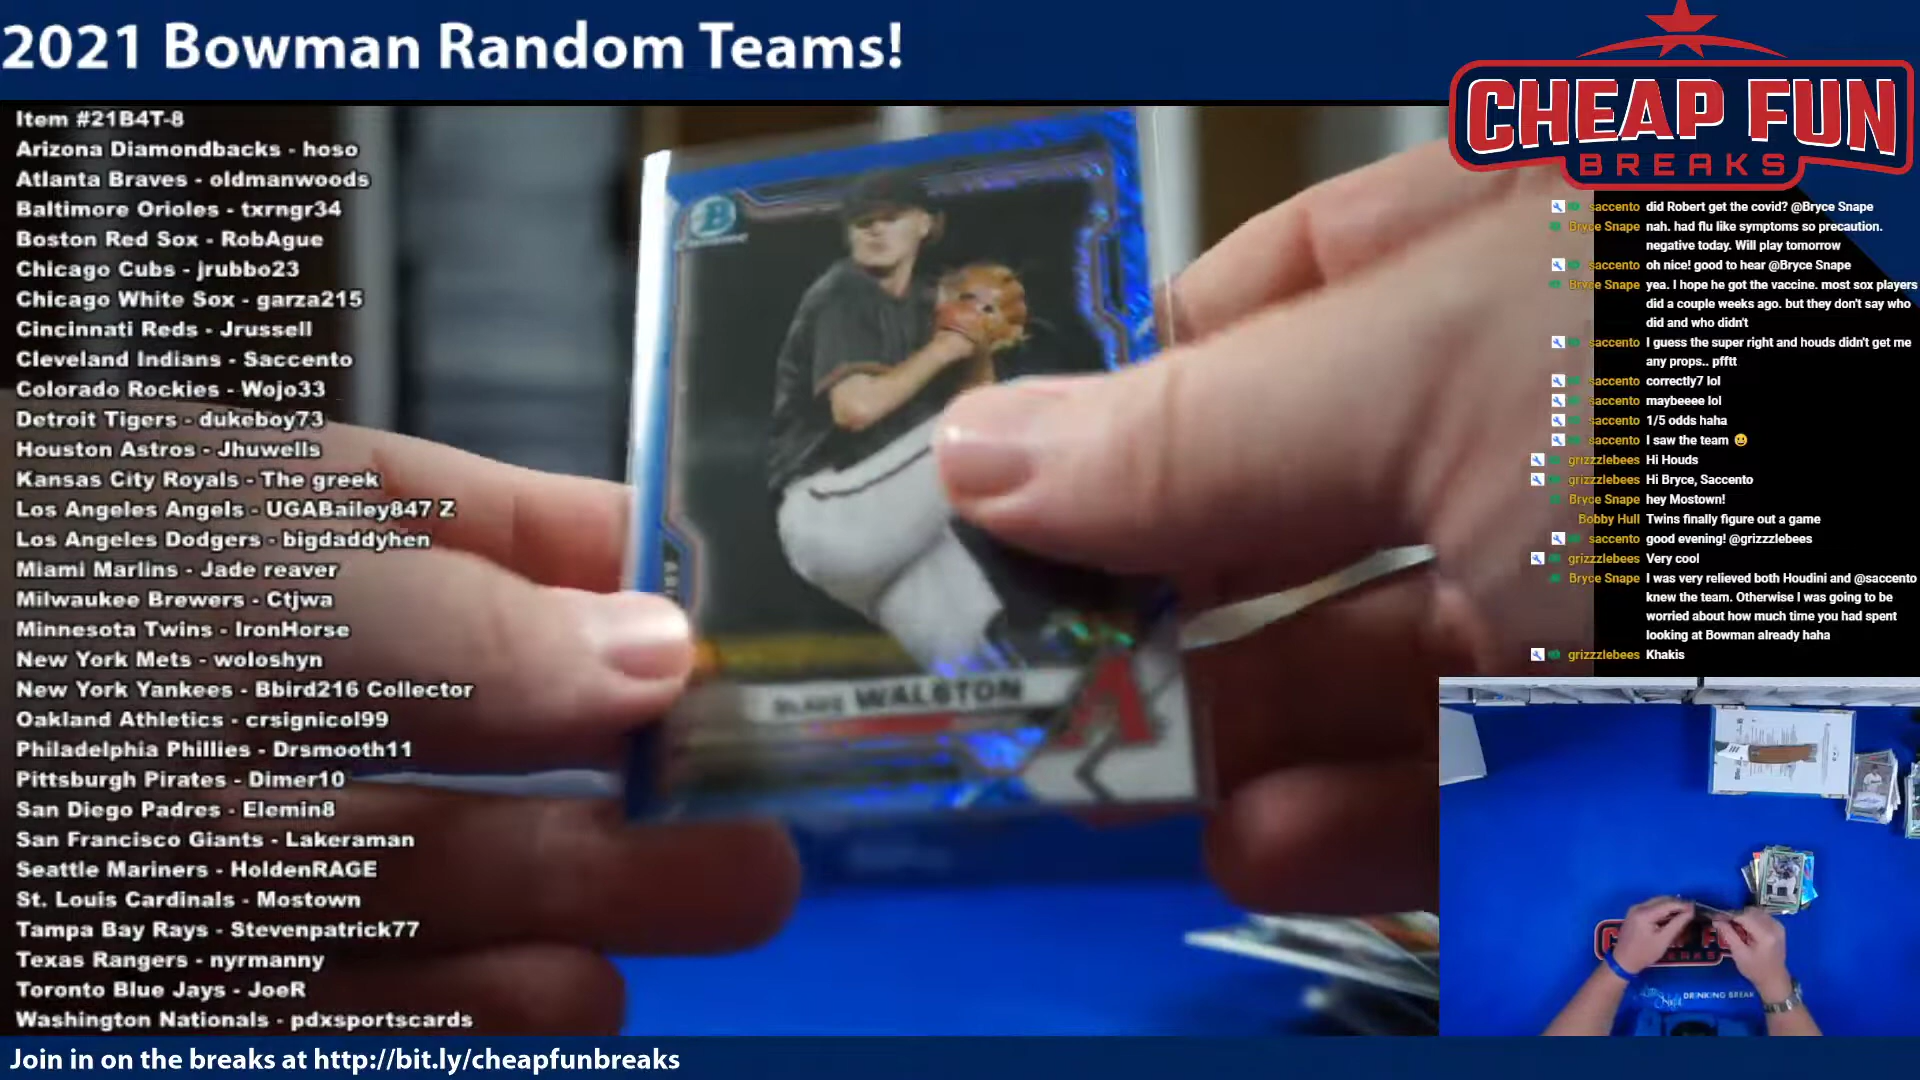 2021 Bowman Random Teams!
CHEAP FUN
BREAKS
Item #21B4T-8
Arizona Diamondbacks - hoso
Atlanta Braves - oldmanwoods
Baltimore Orioles - txrngr34
Boston Red Sox - RobAgue
Chicago Cubs - jrubbo23
Chicago White Sox - garza215
Cincinnati Reds - Jrussell
Cleveland Indians - Saccento
Colorado Rockies - Wojo33
Detroit Tigers - dukeboy73
Houston Astros - Jhuwells
Kansas City Royals - The greek
Los Angeles Angels - UGABailey847 Z
Los Angeles Dodgers - bigdaddyhen
Miami Marlins - Jade reaver
Milwaukee Brewers - Ctjwa
Minnesota Twins - IronHorse
New York Mets - woloshyn
New York Yankees - Bbird216 Collector
Oakland Athletics - crsignicol99
Philadelphia Phillies - Drsmooth11
Pittsburgh Pirates - Dimer10
San Diego Padres - Elemin8
San Francisco Giants - Lakeraman
Seattle Mariners - HoldenRAGE
St. Louis Cardinals - Mostown
Tampa Bay Rays - Stevenpatrick77
Texas Rangers - nyrmanny
Toronto Blue Jays - JoeR
Washington Nationals - pdxsportscards
B
WALSTON
A
saccento did Robert get the covid? @Bryce Snape
Bryce Snape nah. had flu like symptoms so precaution.
negative today. Will play tomorrow
saccento oh nice! good to hear @Bryce Snape
Bryce Snape yea. I hope he got the vaccine. most sox players
did a couple weeks ago. but they don't say who
did and who didn't
saccento I guess the super right and houds didn't get me
any props.. pfftt
saccento correctly7 lol
saccento maybeeee lol
saccento 1/5 odds haha
saccento I saw the team 😀
grizzzlebees Hi Houds
grizzzlebees Hi Bryce, Saccento
Bryce Snape hey Mostown!
Bobby Hull Twins finally figure out a game
saccento good evening! @grizzzlebees
grizzzlebees Very cool
Bryce Snape I was very relieved both Houdini and @saccento
knew the team. Otherwise I was going to be
worried about how much time you had spent
looking at Bowman already haha
grizzzlebees Khakis
DRINKING BREAK
Join in on the breaks at http://bit.ly/cheapfunbreaks